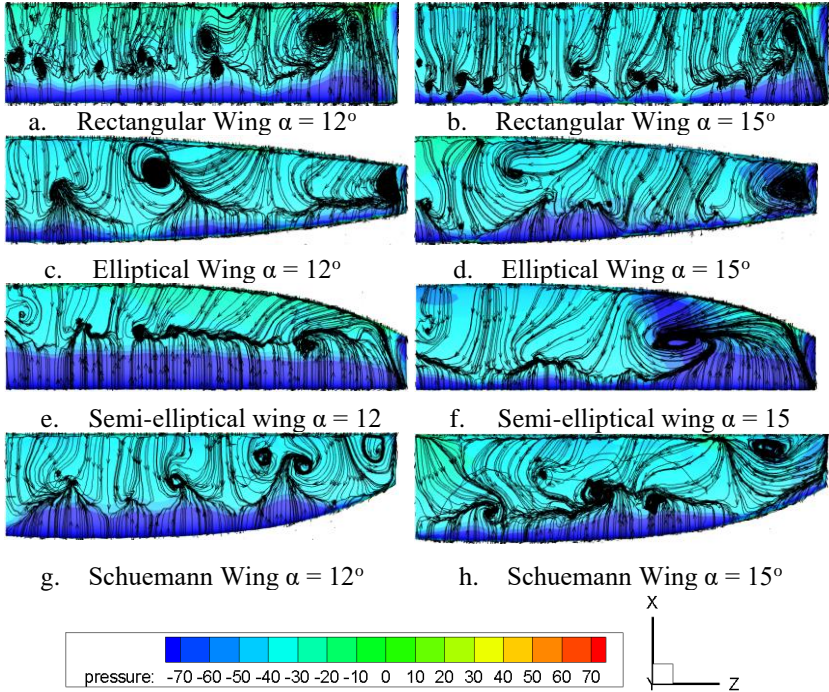 a. Rectangular Wing α = 12°
b. Rectangular Wing α = 15°
c. Elliptical Wing α = 12°
d. Elliptical Wing α = 15°
e. Semi-elliptical wing α = 12
f. Semi-elliptical wing α = 15
g. Schuemann Wing α = 12°
h. Schuemann Wing α = 15°
pressure: -70 -60 -50 -40 -30 -20 -10 0 10 20 30 40 50 60 70
X
Y
Z